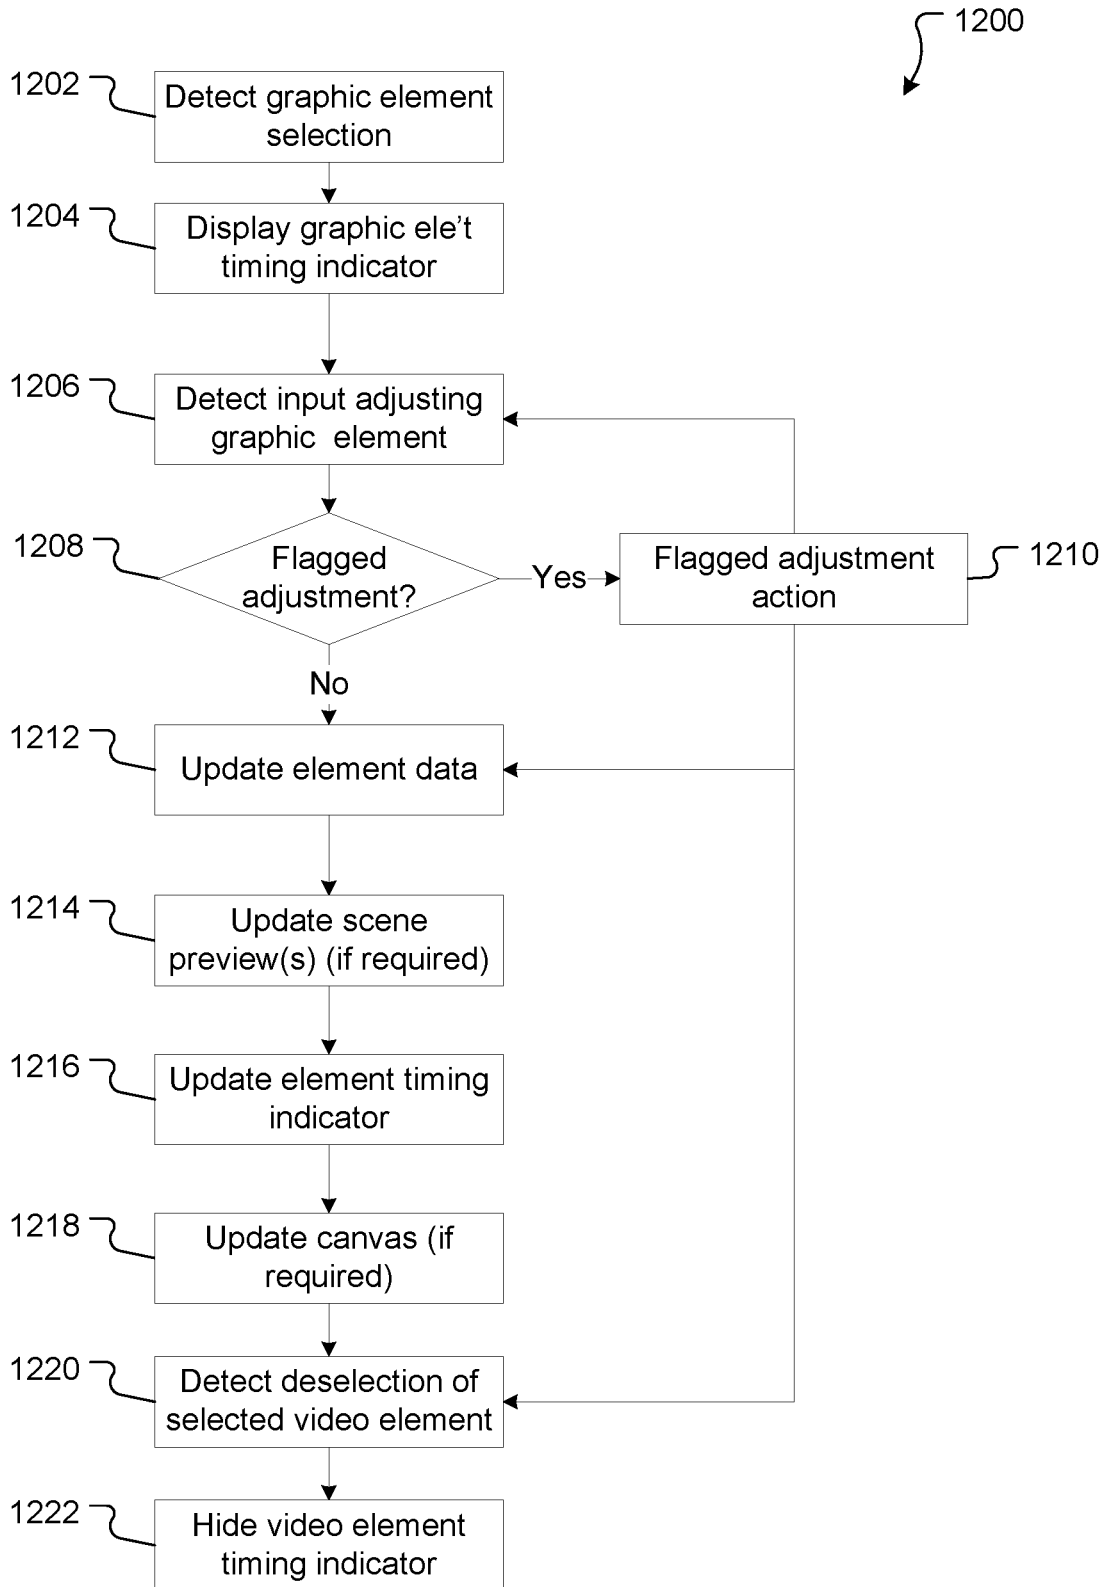 1200
1202
Detect graphic element
selection
1204
Display graphic ele't
timing indicator
1206
Detect input adjusting
graphic element
1208
Flagged
adjustment?
Yes
Flagged adjustment
action
1210
No
1212
Update element data
1214
Update scene
preview(s) (if required)
1216
Update element timing
indicator
1218
Update canvas (if
required)
1220
Detect deselection of
selected video element
1222
Hide video element
timing indicator